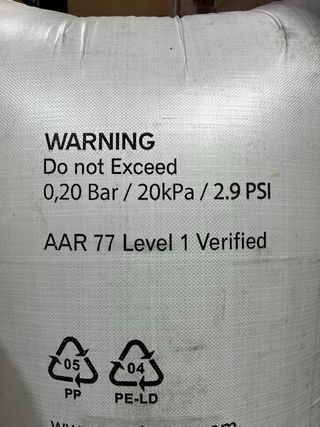 WARNING
Do not Exceed
0,20 Bar / 20kPa / 2.9 PSI
AAR 77 Level 1 Verified
05 04
PP PE-LD